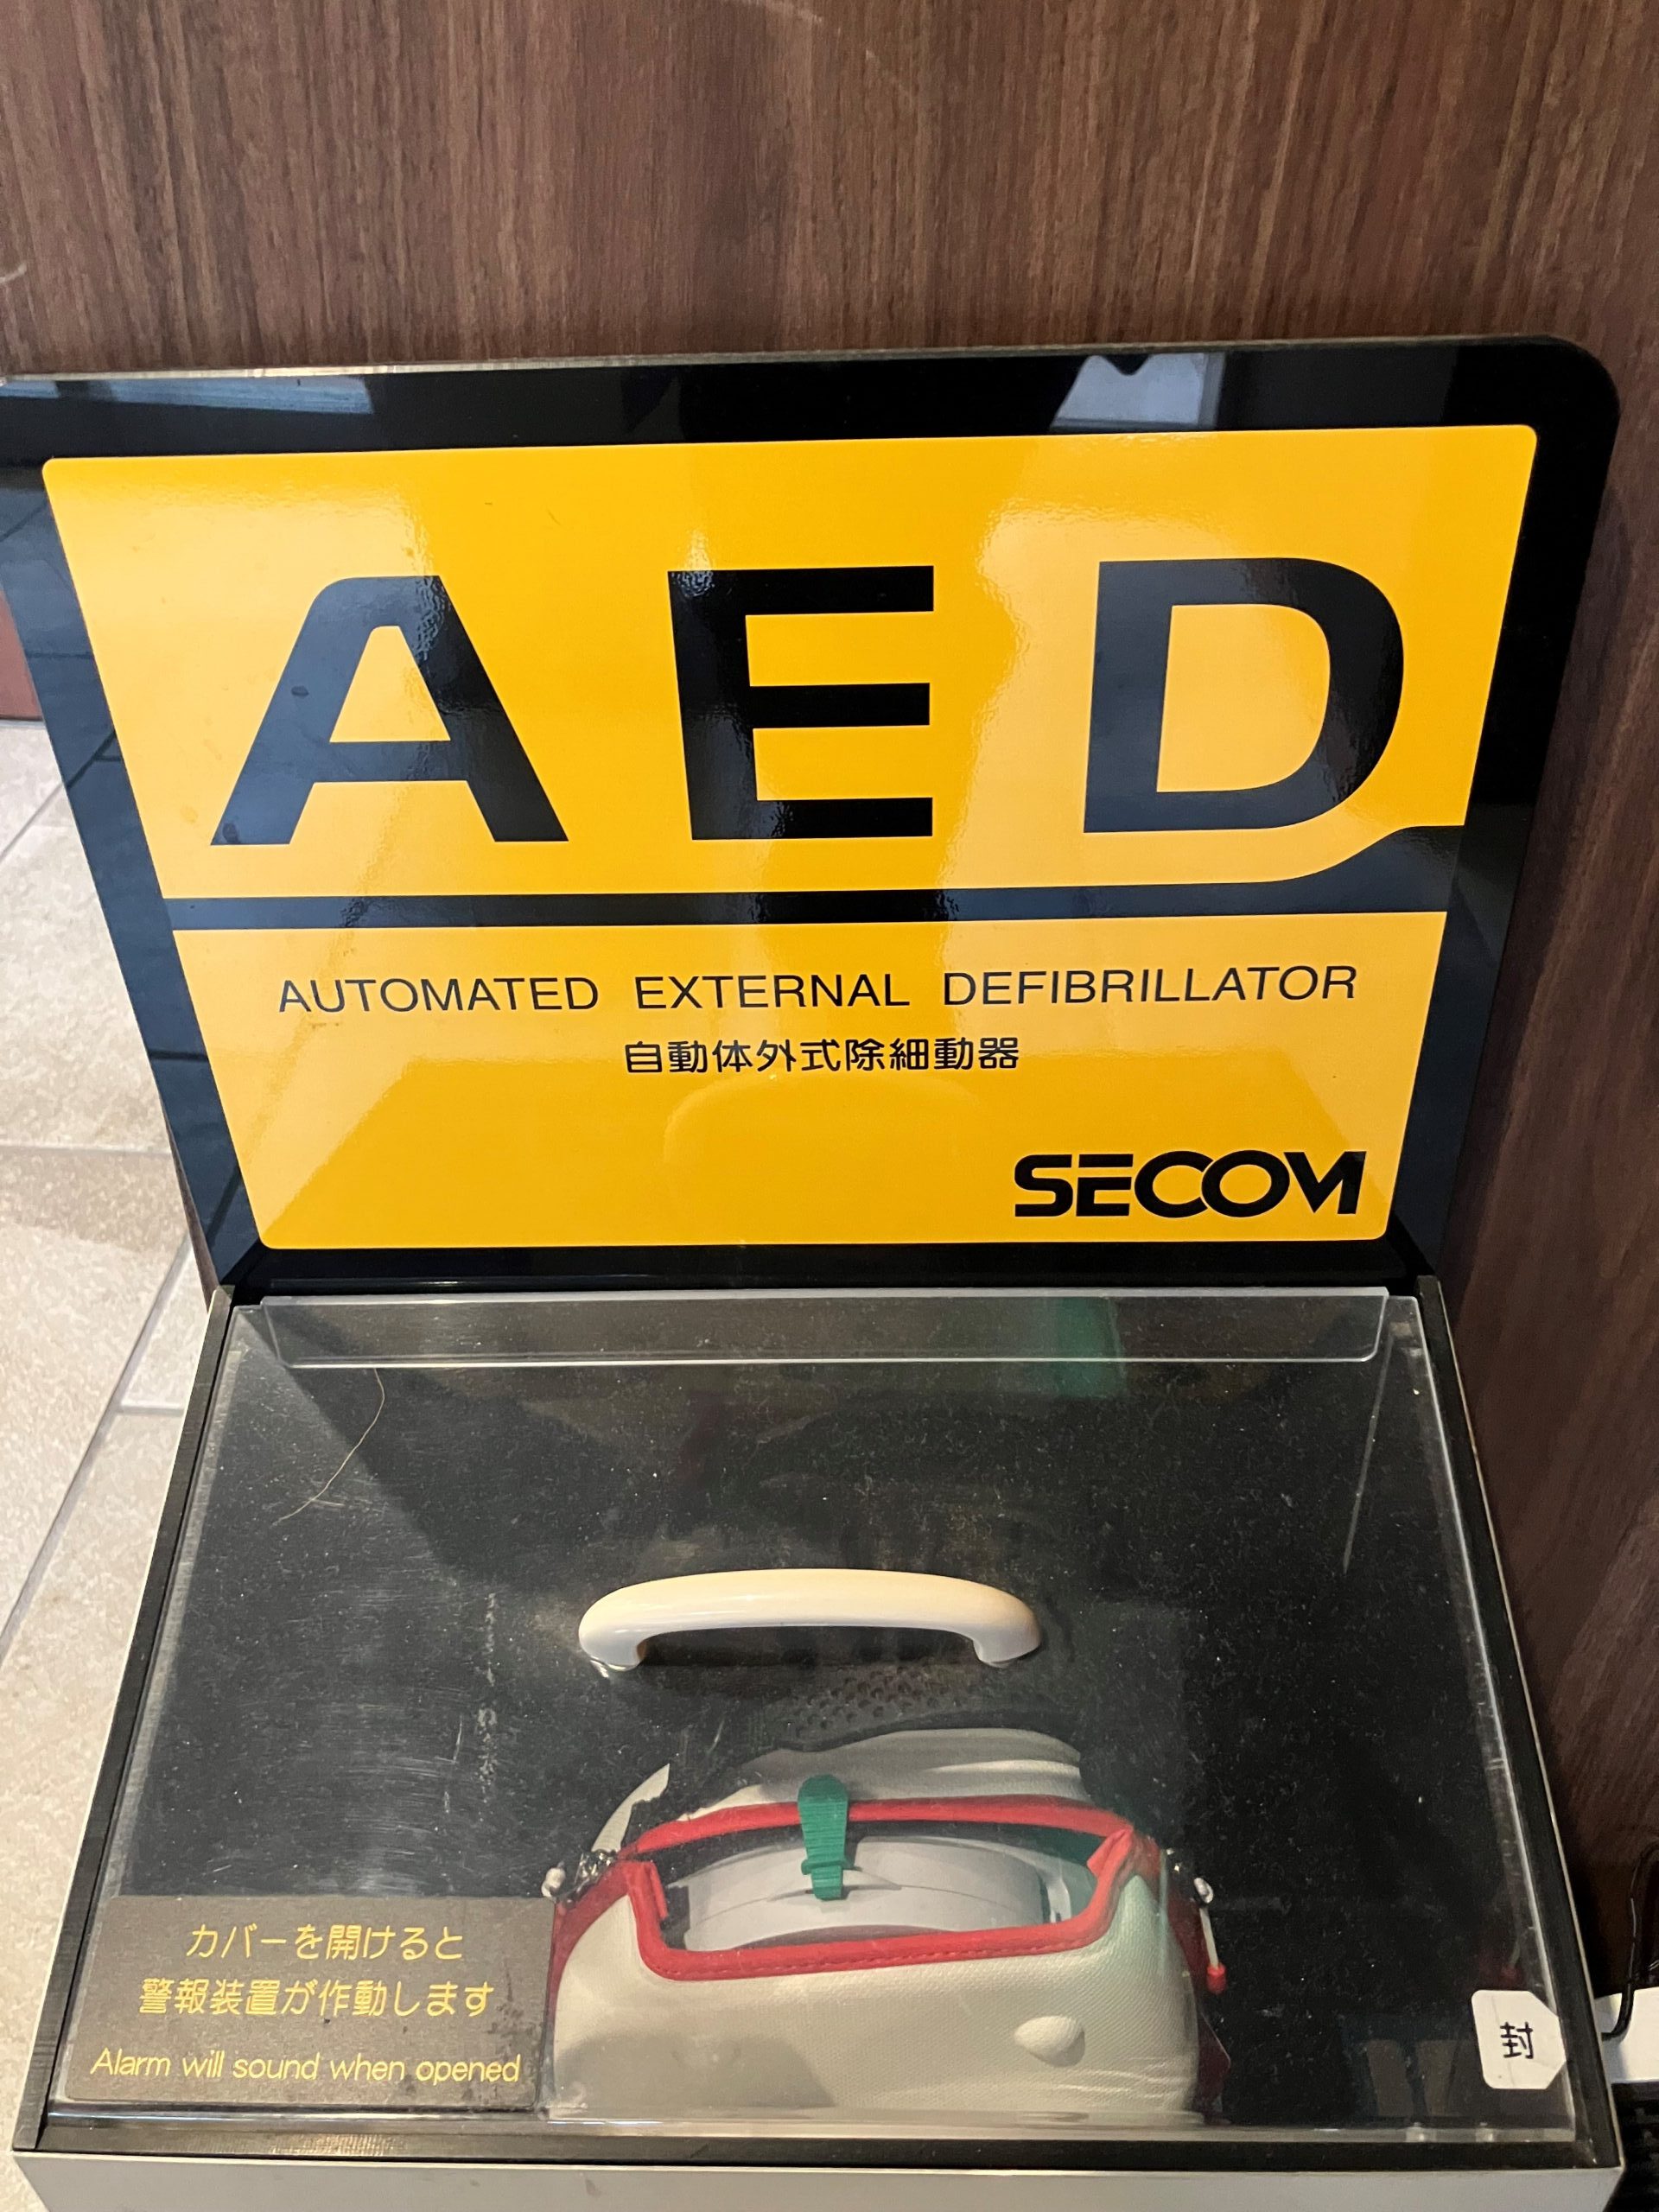 AED
AUTOMATED EXTERNAL DEFIBRILLATOR
自動体外式除細動器
SECOM
カバーを開けると
警報装置が作動します
Alarm will sound when opened
封